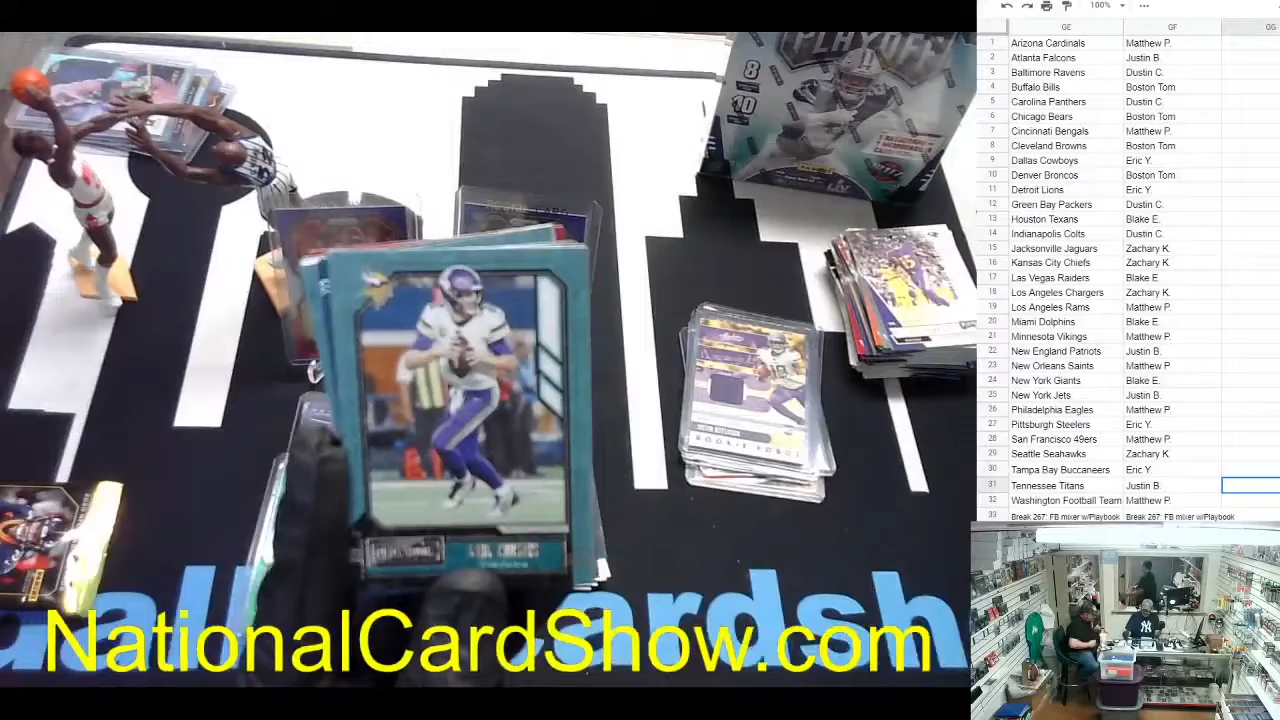 PLAYOFF
8
10
LIV
ROOKIE
NationalCardShow.com
cardsh
100%
GE GF GG
1 Arizona Cardinals Matthew P.
2 Atlanta Falcons Justin B.
3 Baltimore Ravens Dustin C.
4 Buffalo Bills Boston Tom
5 Carolina Panthers Dustin C.
6 Chicago Bears Boston Tom
7 Cincinnati Bengals Matthew P.
8 Cleveland Browns Boston Tom
9 Dallas Cowboys Eric Y.
10 Denver Broncos Boston Tom
11 Detroit Lions Eric Y.
12 Green Bay Packers Dustin C.
13 Houston Texans Blake E.
14 Indianapolis Colts Dustin C.
15 Jacksonville Jaguars Zachary K.
16 Kansas City Chiefs Zachary K.
17 Las Vegas Raiders Blake E.
18 Los Angeles Chargers Zachary K.
19 Los Angeles Rams Matthew P.
20 Miami Dolphins Blake E.
21 Minnesota Vikings Matthew P.
22 New England Patriots Justin B.
23 New Orleans Saints Matthew P
24 New York Giants Blake E.
25 New York Jets Justin B.
26 Philadelphia Eagles Matthew P
27 Pittsburgh Steelers Eric Y.
28 San Francisco 49ers Matthew P.
29 Seattle Seahawks Zachary K.
30 Tampa Bay Buccaneers Eric Y.
31 Tennessee Titans Justin B.
32 Washington Football Team Matthew P.
33 Break 267: FB mixer w/Playbook Break 267: FB mixer w/Playbook